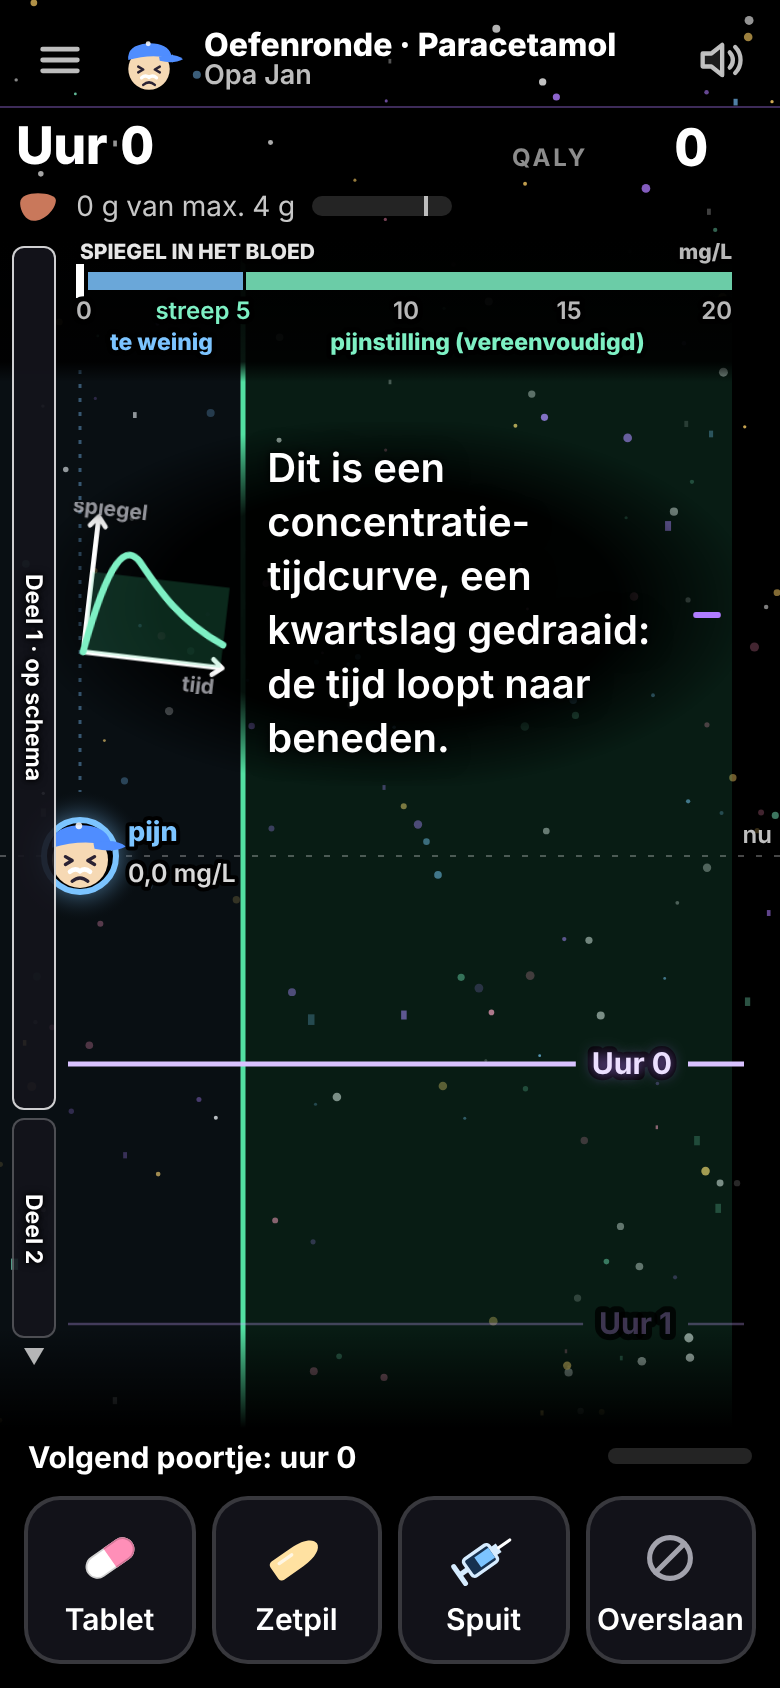 Oefenronde · Paracetamol
Opa Jan
Uur 0
QALY 0
0 g van max. 4 g
SPIEGEL IN HET BLOED mg/L
0 streep 5 10 15 20
te weinig pijnstilling (vereenvoudigd)
Dit is een
concentratie-
tijdcurve, een
kwartslag gedraaid:
de tijd loopt naar
beneden.
spiegel
tijd
Deel 1 · op schema
pijn
0,0 mg/L
nu
Uur 0
Deel 2
Uur 1
Volgend poortje: uur 0
Tablet Zetpil Spuit Overslaan